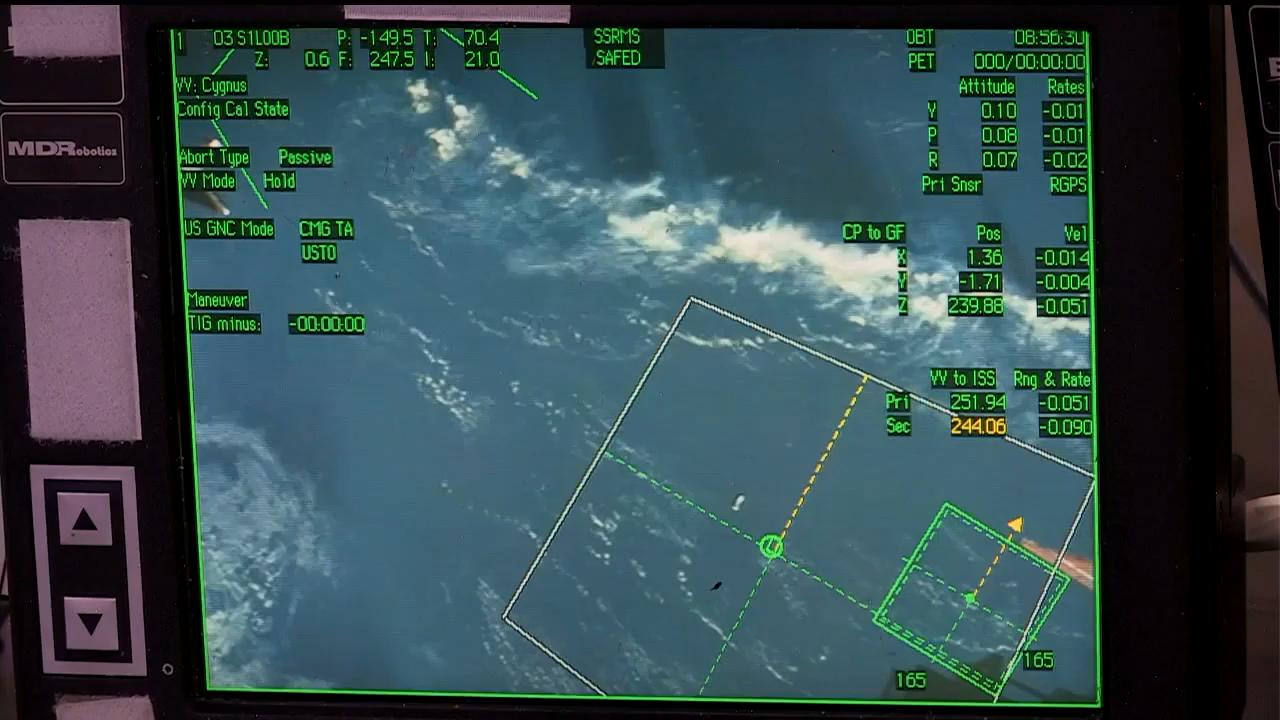 1 03 S1L00B P: -149.5 T: 70.4 SSRMS OBT 08:56:30
Z: 0.6 F: 247.5 I: 21.0 SAFED PET 000/00:00:00
VV: Cygnus Attitude Rates
Config Cal State Y 0.10 -0.01
P 0.08 -0.01
Abort Type Passive R 0.07 -0.02
VV Mode Hold Pri Snsr RGPS
US GNC Mode CMG TA CP to GF Pos Vel
USTO X 1.36 -0.014
Y -1.71 -0.004
Maneuver Z 239.88 -0.051
TIG minus: -00:00:00
VV to ISS Rng & Rate
Pri 251.94 -0.051
Sec 244.06 -0.090
165
165
MDRobotics